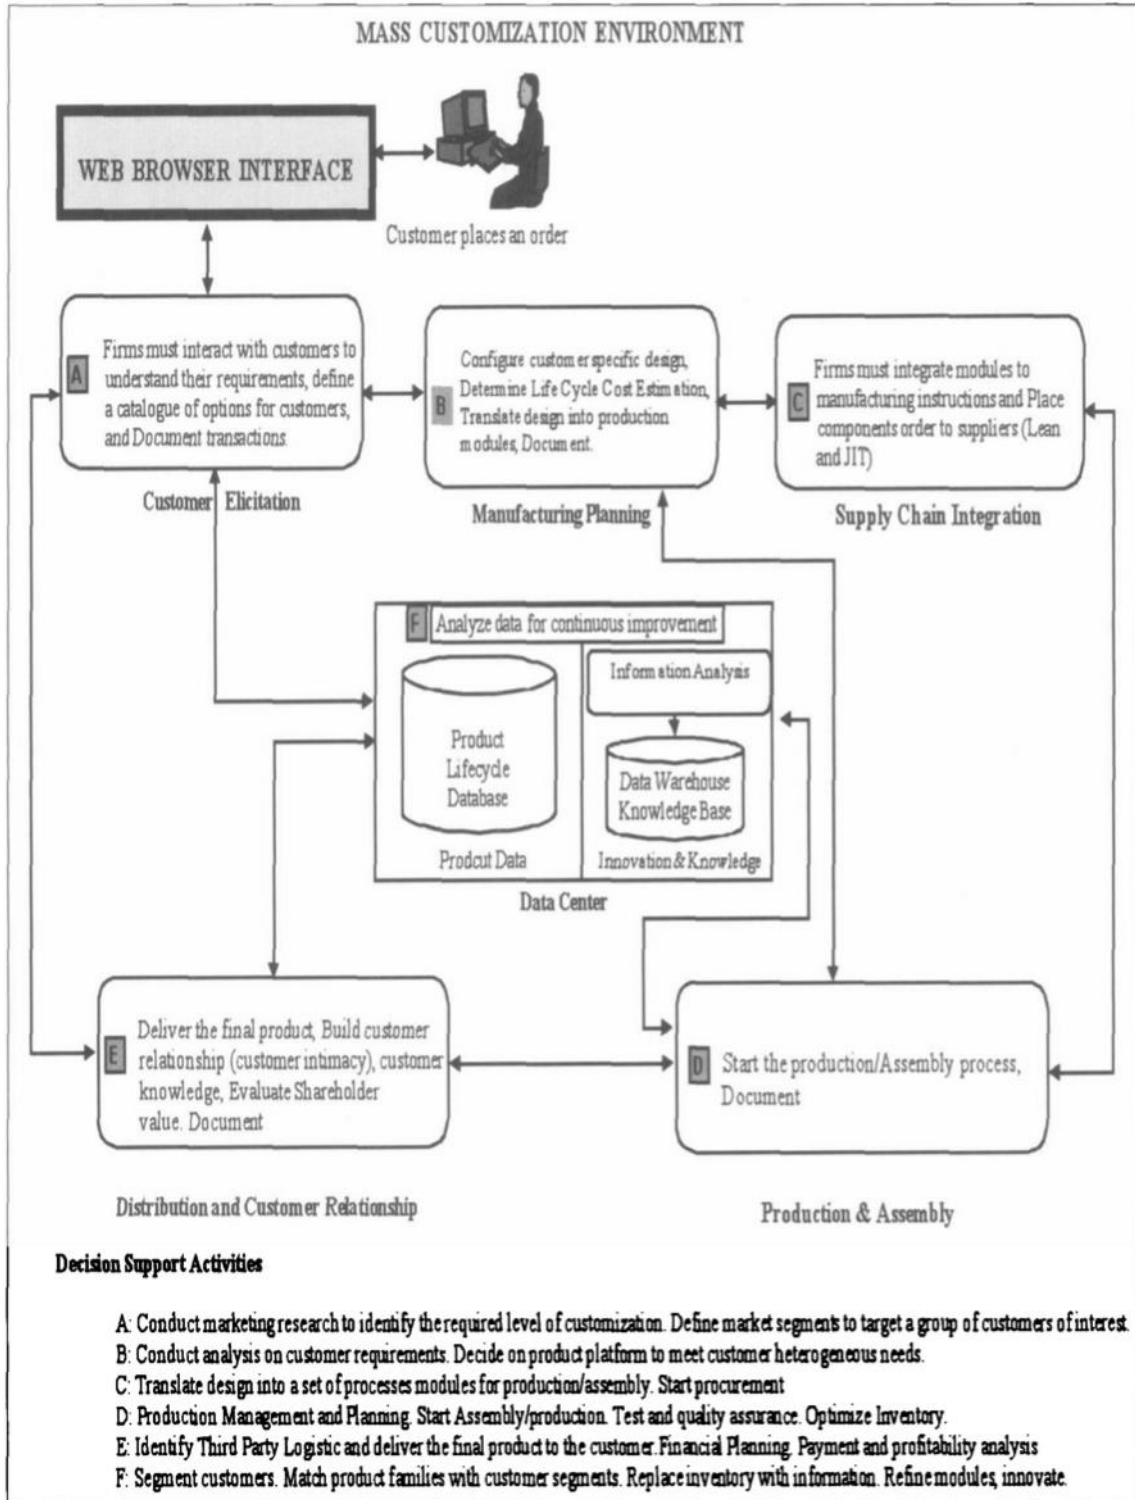 MASS CUSTOMIZATION ENVIRONMENT
WEB BROWSER INTERFACE
Customer places an order
A
Firms must interact with customers to
understand their requirements, define
a catalogue of options for customers,
and Document transactions.
Customer Elicitation
B
Configure customer specific design,
Determine Life Cycle Cost Estimation,
Translate design into production
modules, Document.
Manufacturing Planning
C
Firms must integrate modules to
manufacturing instructions and Place
components order to suppliers (Lean
and JIT)
Supply Chain Integration
F
Analyze data for continuous improvement
Product
Lifecycle
Database
Prodcut Data
Information Analysis
Data Warehouse
Knowledge Base
Innovation & Knowledge
Data Center
E
Deliver the final product, Build customer
relationship (customer intimacy), customer
knowledge, Evaluate Shareholder
value. Document
Distribution and Customer Relationship
D
Start the production/Assembly process,
Document
Production & Assembly
Decision Support Activities
A: Conduct marketing research to identify the required level of customization. Define market segments to target a group of customers of interest.
B: Conduct analysis on customer requirements. Decide on product platform to meet customer heterogeneous needs.
C: Translate design into a set of processes modules for production/assembly. Start procurement
D: Production Management and Planning. Start Assembly/production. Test and quality assurance. Optimize Inventory.
E: Identify Third Party Logistic and deliver the final product to the customer. Financial Planning. Payment and profitability analysis
F: Segment customers. Match product families with customer segments. Replace inventory with information. Refine modules, innovate.